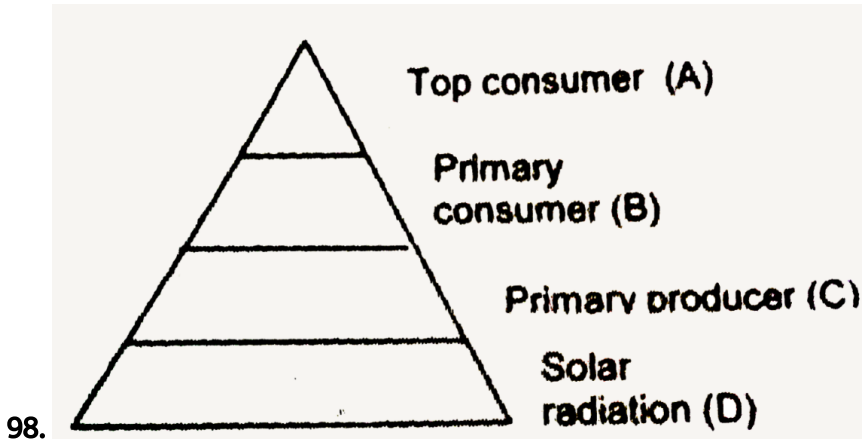 Top consumer (A)
Primary
consumer (B)
Primary producer (C)
Solar
radiation (D)
98.